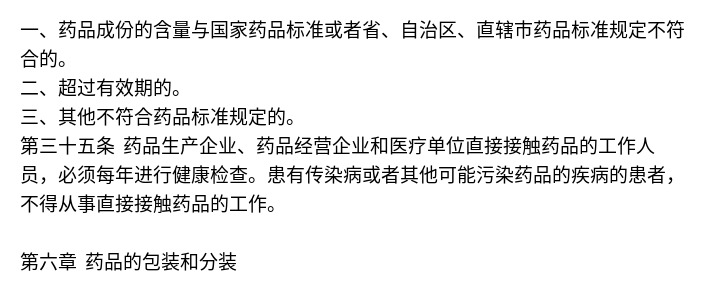 一、药品成份的含量与国家药品标准或者省、自治区、直辖市药品标准规定不符
合的。
二、超过有效期的。
三、其他不符合药品标准规定的。
第三十五条 药品生产企业、药品经营企业和医疗单位直接接触药品的工作人
员，必须每年进行健康检查。患有传染病或者其他可能污染药品的疾病的患者，
不得从事直接接触药品的工作。
第六章 药品的包装和分装